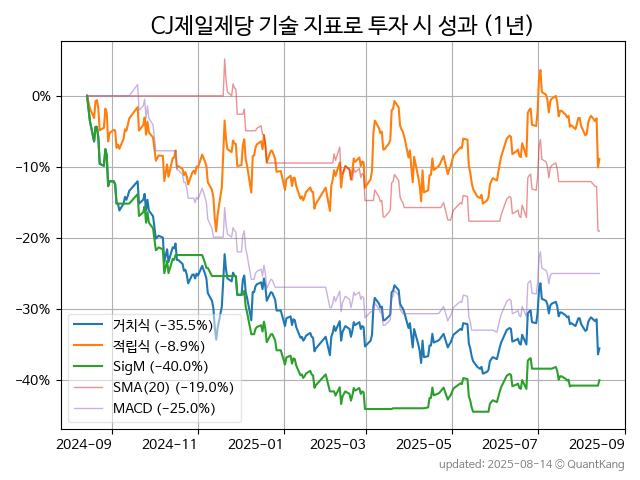 CJ제일제당 기술 지표로 투자 시 성과 (1년)
0%
−10%
−20%
−30%
−40%
거치식 (−35.5%)
적립식 (−8.9%)
SigM (−40.0%)
SMA(20) (−19.0%)
MACD (−25.0%)
2024-09 2024-11 2025-01 2025-03 2025-05 2025-07 2025-09
updated: 2025-08-14 © QuantKang